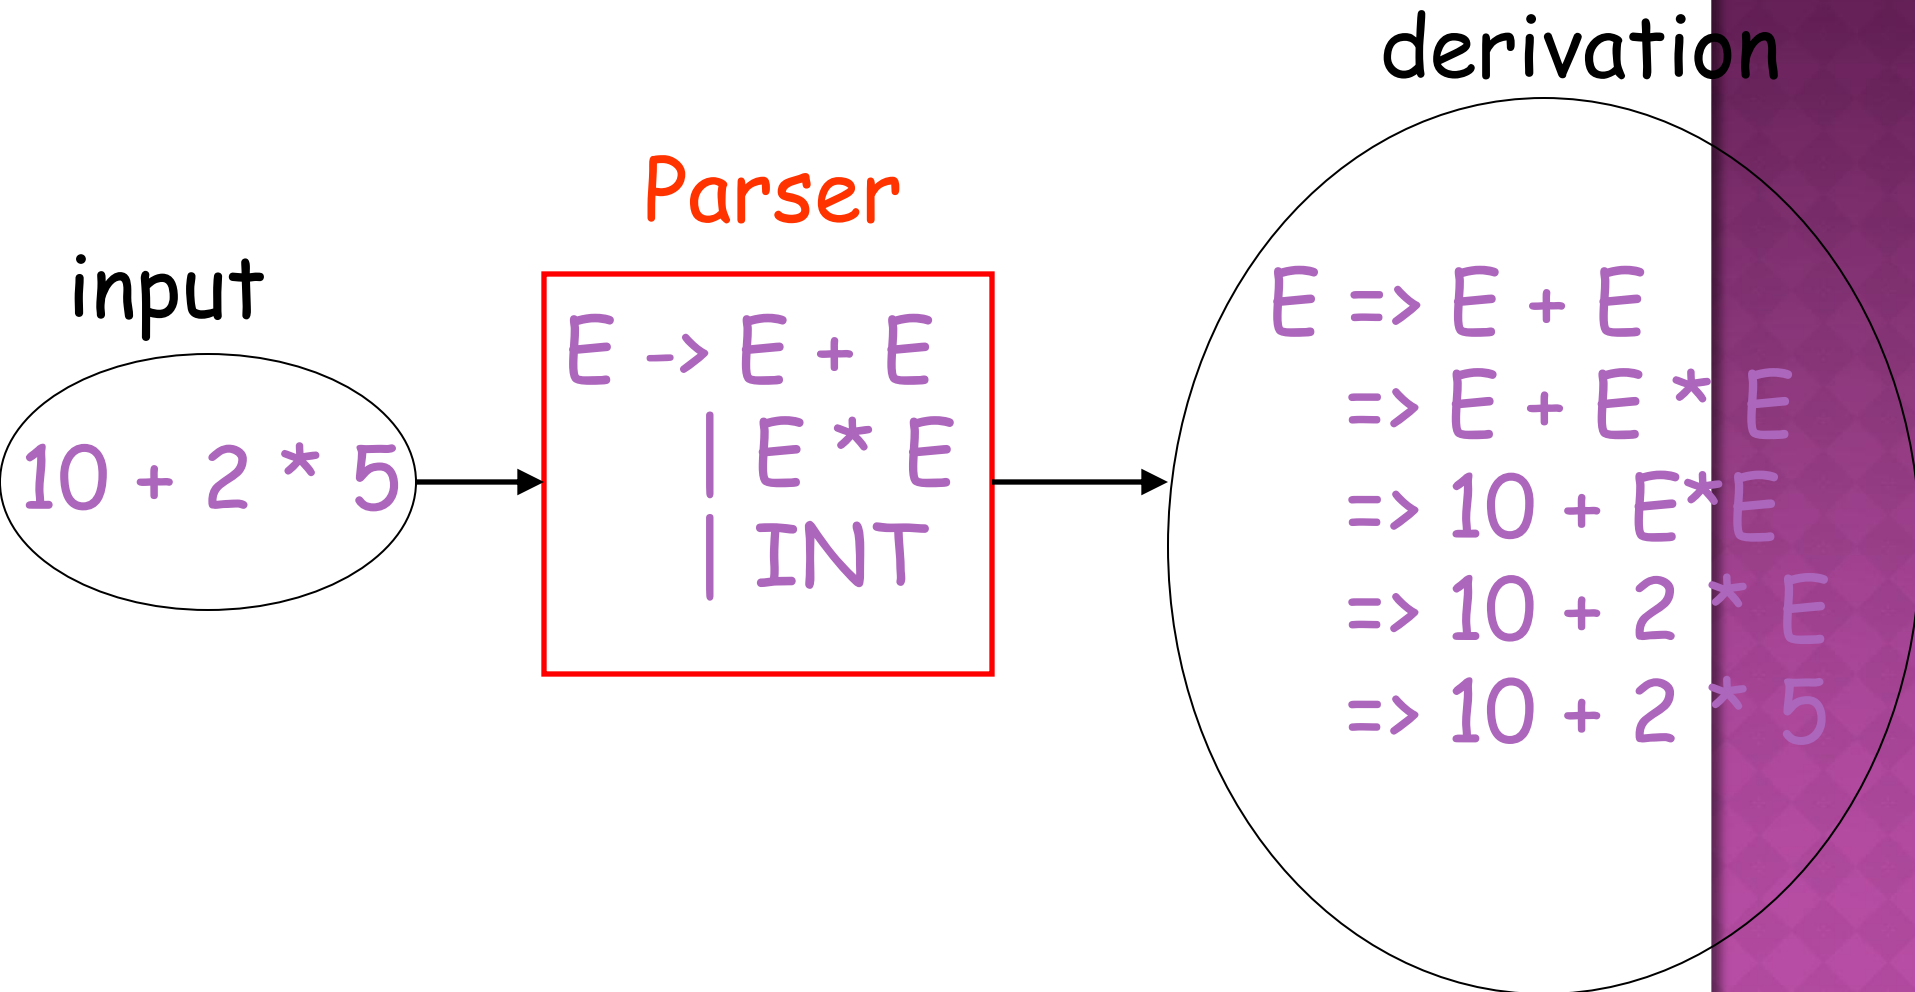 derivation
Parser
input
10 + 2 * 5
E -> E + E
| E * E
| INT
E => E + E
=> E + E * E
=> 10 + E*E
=> 10 + 2 * E
=> 10 + 2 * 5